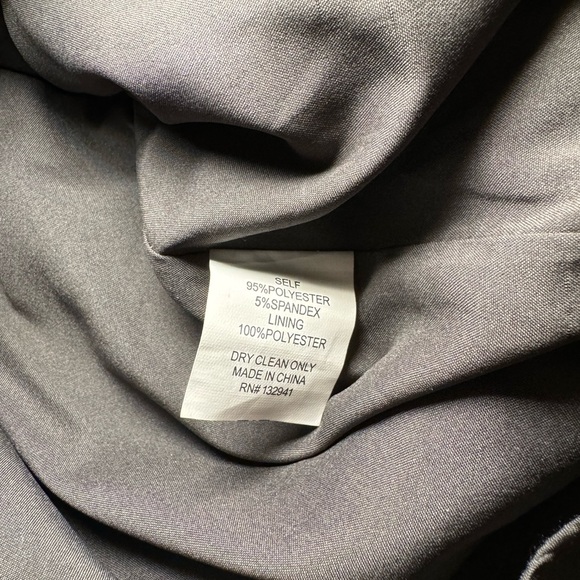 SELF
95%POLYESTER
5%SPANDEX
LINING
100%POLYESTER
DRY CLEAN ONLY
MADE IN CHINA
RN# 132941